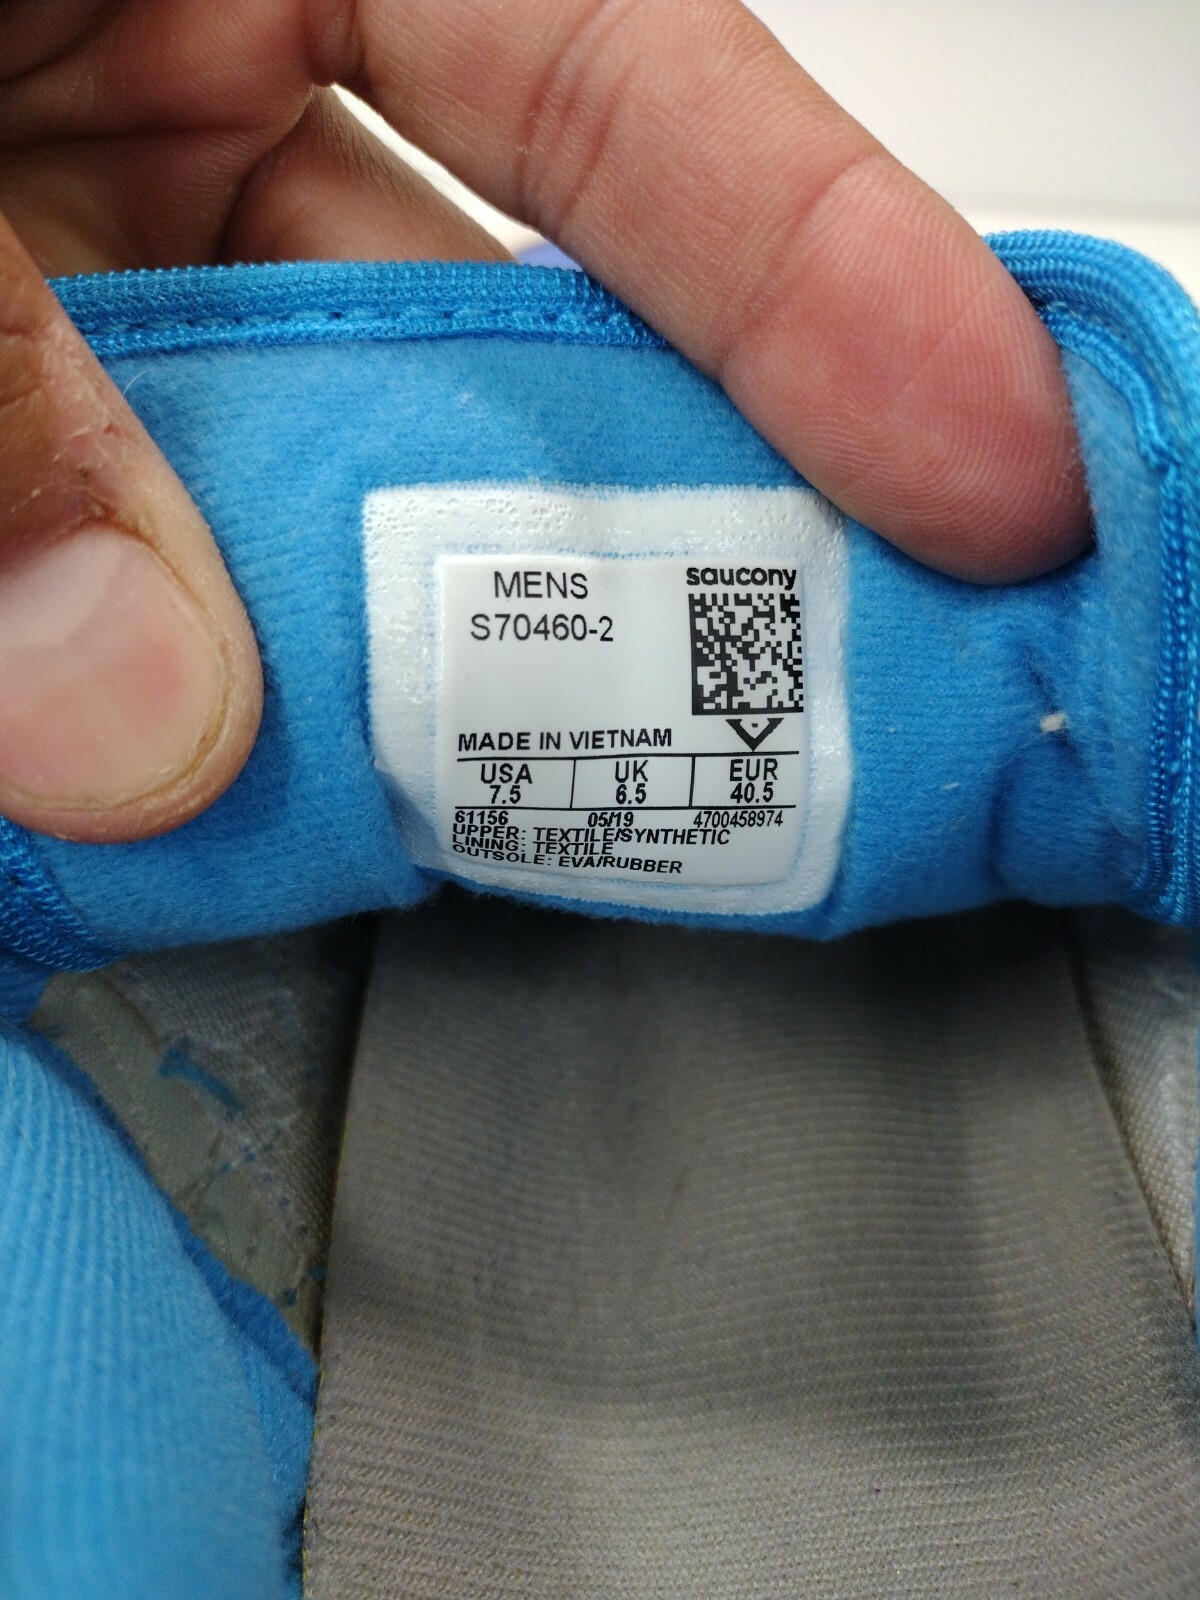 MENS
saucony
S70460-2
MADE IN VIETNAM
USA UK EUR
7.5 6.5 40.5
61156 05/19 4700458974
UPPER: TEXTILE/SYNTHETIC
LINING: TEXTILE
OUTSOLE: EVA/RUBBER